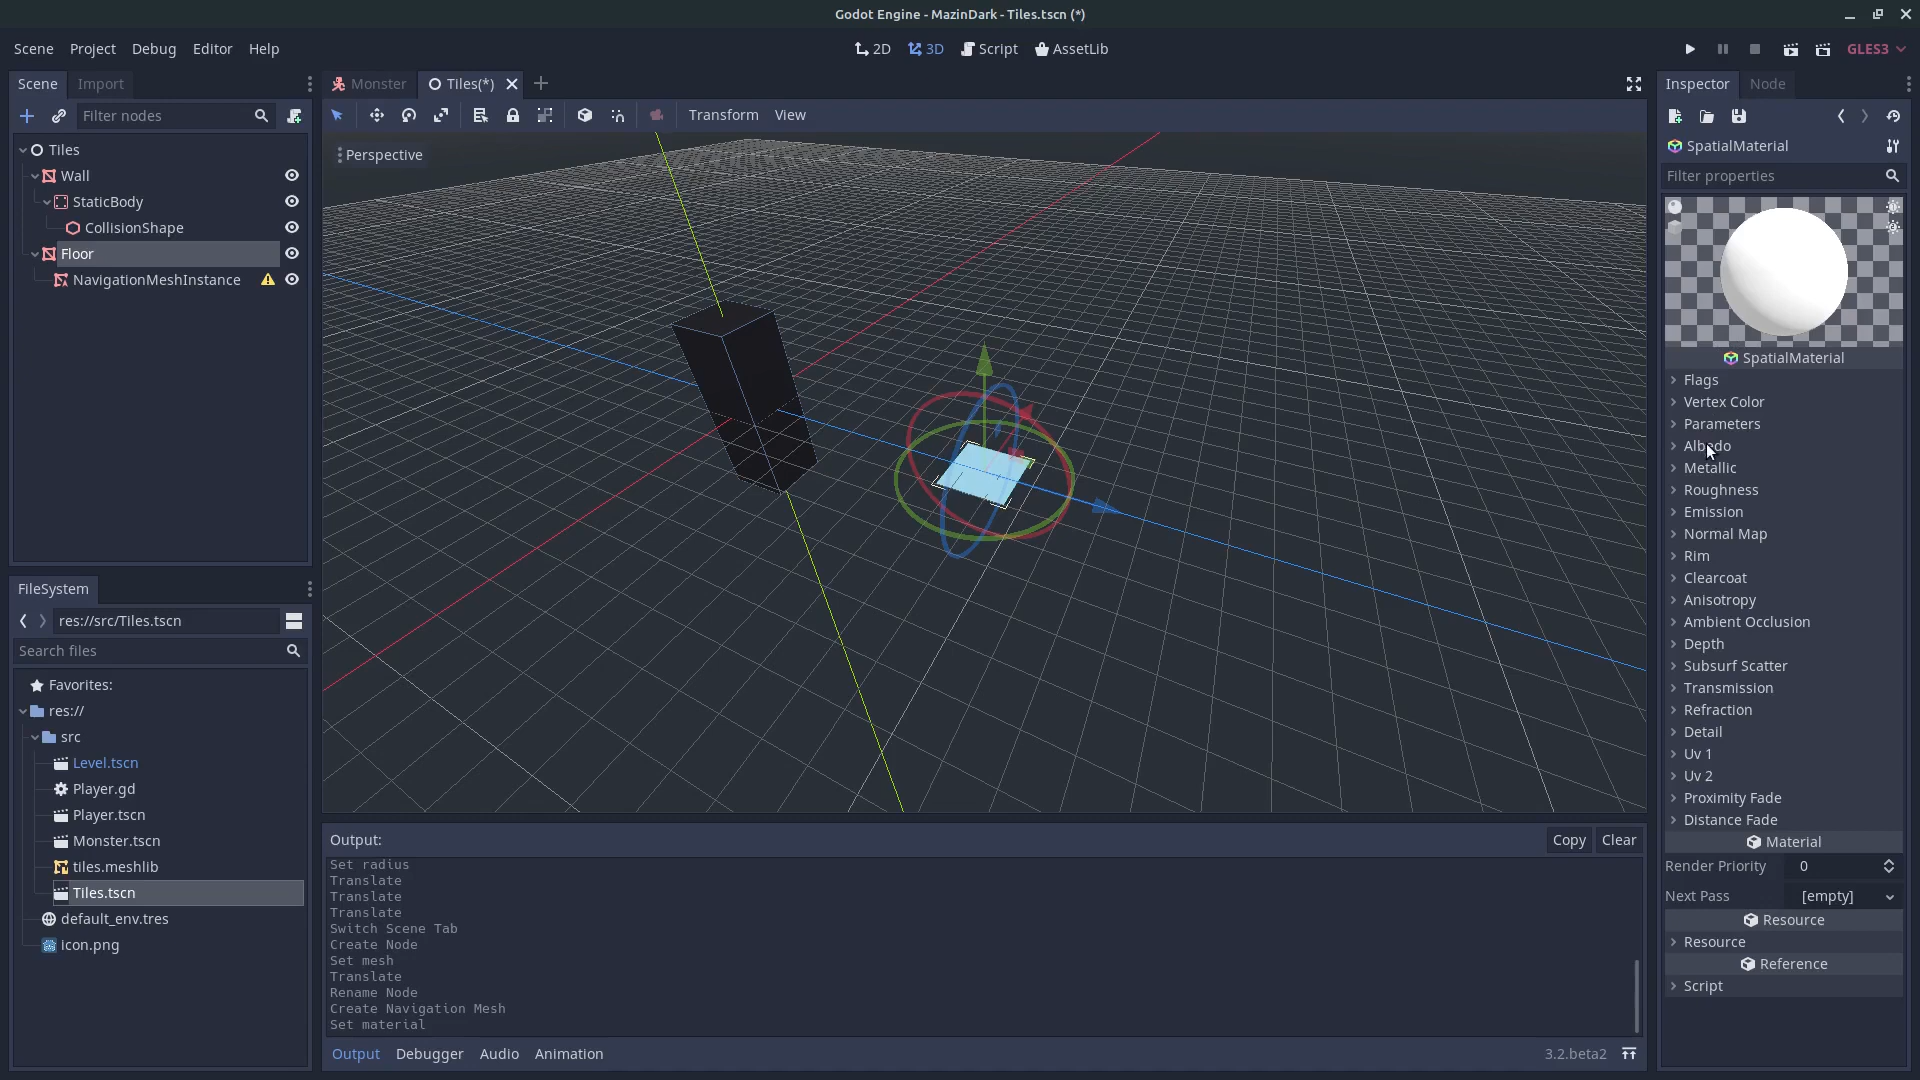 Godot Engine - MazinDark - Tiles.tscn (*)
Scene Project Debug Editor Help
2D 3D Script AssetLib
GLES3
Scene Import
Filter nodes
Tiles
Wall
StaticBody
CollisionShape
Floor
NavigationMeshInstance
FileSystem
res://src/Tiles.tscn
Search files
Favorites:
res://
src
Level.tscn
Player.gd
Player.tscn
Monster.tscn
tiles.meshlib
Tiles.tscn
default_env.tres
icon.png
Monster Tiles(*)
Transform View
Perspective
Output:
Copy Clear
Set radius
Translate
Translate
Translate
Switch Scene Tab
Create Node
Set mesh
Translate
Rename Node
Create Navigation Mesh
Set material
Output Debugger Audio Animation
3.2.beta2
Inspector Node
SpatialMaterial
Filter properties
SpatialMaterial
Flags
Vertex Color
Parameters
Albedo
Metallic
Roughness
Emission
Normal Map
Rim
Clearcoat
Anisotropy
Ambient Occlusion
Depth
Subsurf Scatter
Transmission
Refraction
Detail
Uv 1
Uv 2
Proximity Fade
Distance Fade
Material
Render Priority 0
Next Pass [empty]
Resource
Resource
Reference
Script